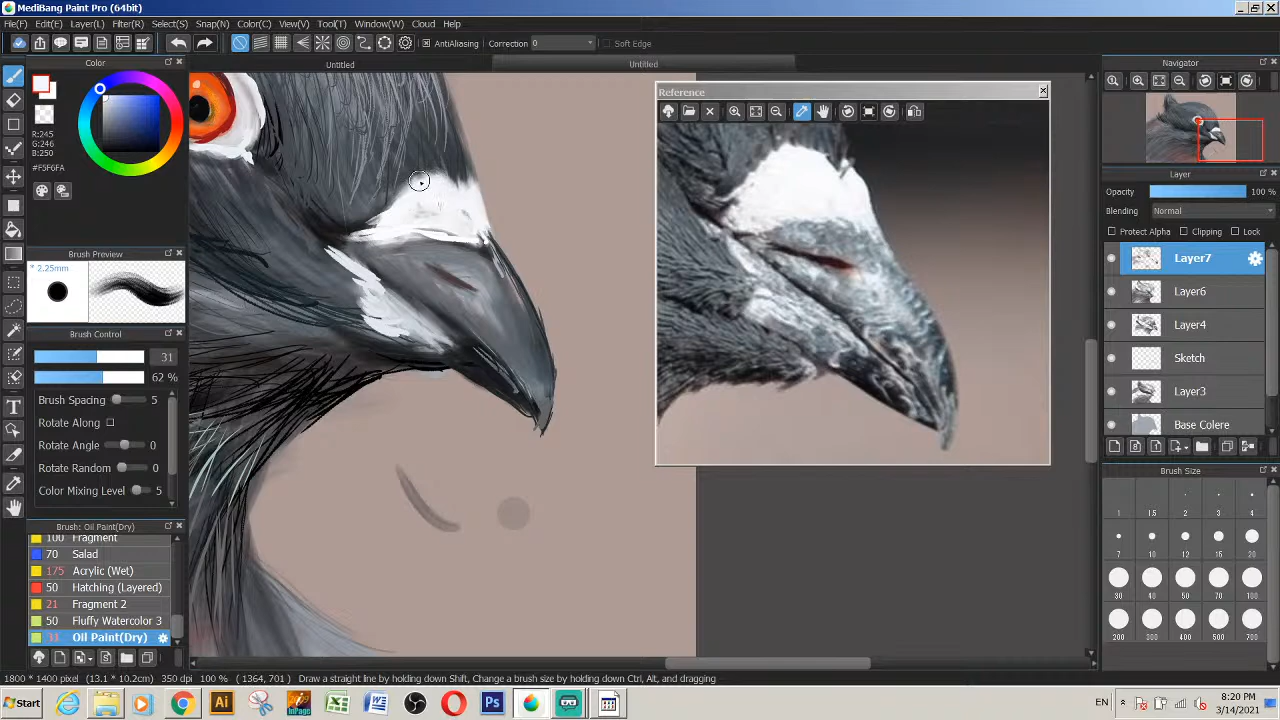 MediBang Paint Pro (64bit)
File(F) Edit(E) Layer(L) Filter(R) Select(S) Snap(N) Color(C) View(V) Tool(T) Window(W) Cloud Help
AntiAliasing Correction 0 Soft Edge
Color
Untitled
Untitled
Navigator
R:245
G:246
B:250
#F5F6FA
Reference
Layer
Opacity 100 %
Blending Normal
Protect Alpha Clipping Lock
Brush Preview
* 2.25mm
Layer7
Layer6
Layer4
Sketch
Layer3
Base Colere
Brush Control
31
62 %
Brush Spacing 5
Rotate Along
Rotate Angle 0
Rotate Random 0
Color Mixing Level 5
Brush Size
1 1.5 2 3 4
7 10 12 15 20
30 40 50 70 100
200 300 400 500 700
Brush: Oil Paint(Dry)
100 Fragment
70 Salad
175 Acrylic (Wet)
50 Hatching (Layered)
21 Fragment 2
50 Fluffy Watercolor 3
31 Oil Paint(Dry)
1800 * 1400 pixel (13.1 * 10.2cm) 350 dpi 100 % ( 1364, 701 ) Draw a straight line by holding down Shift, Change a brush size by holding down Ctrl, Alt, and dragging
Start
Ai
Ps
EN
8:20 PM
3/14/2021